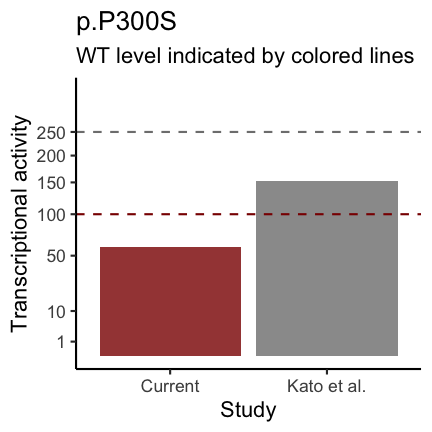 p.P300S
WT level indicated by colored lines
Transcriptional activity
250
200
150
100
50
10
1
Current
Kato et al.
Study